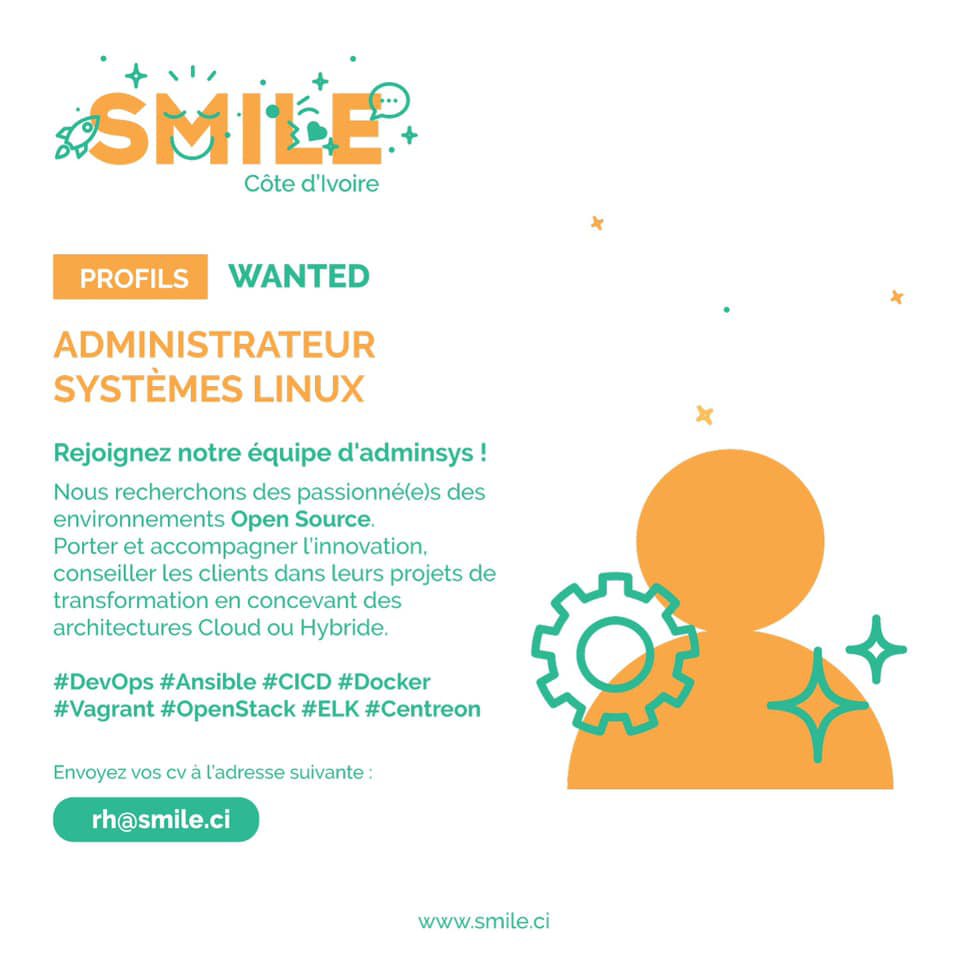 SMILE
Côte d'Ivoire
PROFILS WANTED
ADMINISTRATEUR
SYSTÈMES LINUX
Rejoignez notre équipe d'adminsys !
Nous recherchons des passionné(e)s des
environnements Open Source.
Porter et accompagner l'innovation,
conseiller les clients dans leurs projets de
transformation en concevant des
architectures Cloud ou Hybride.
#DevOps #Ansible #CICD #Docker
#Vagrant #OpenStack #ELK #Centreon
Envoyez vos cv à l'adresse suivante :
rh@smile.ci
www.smile.ci